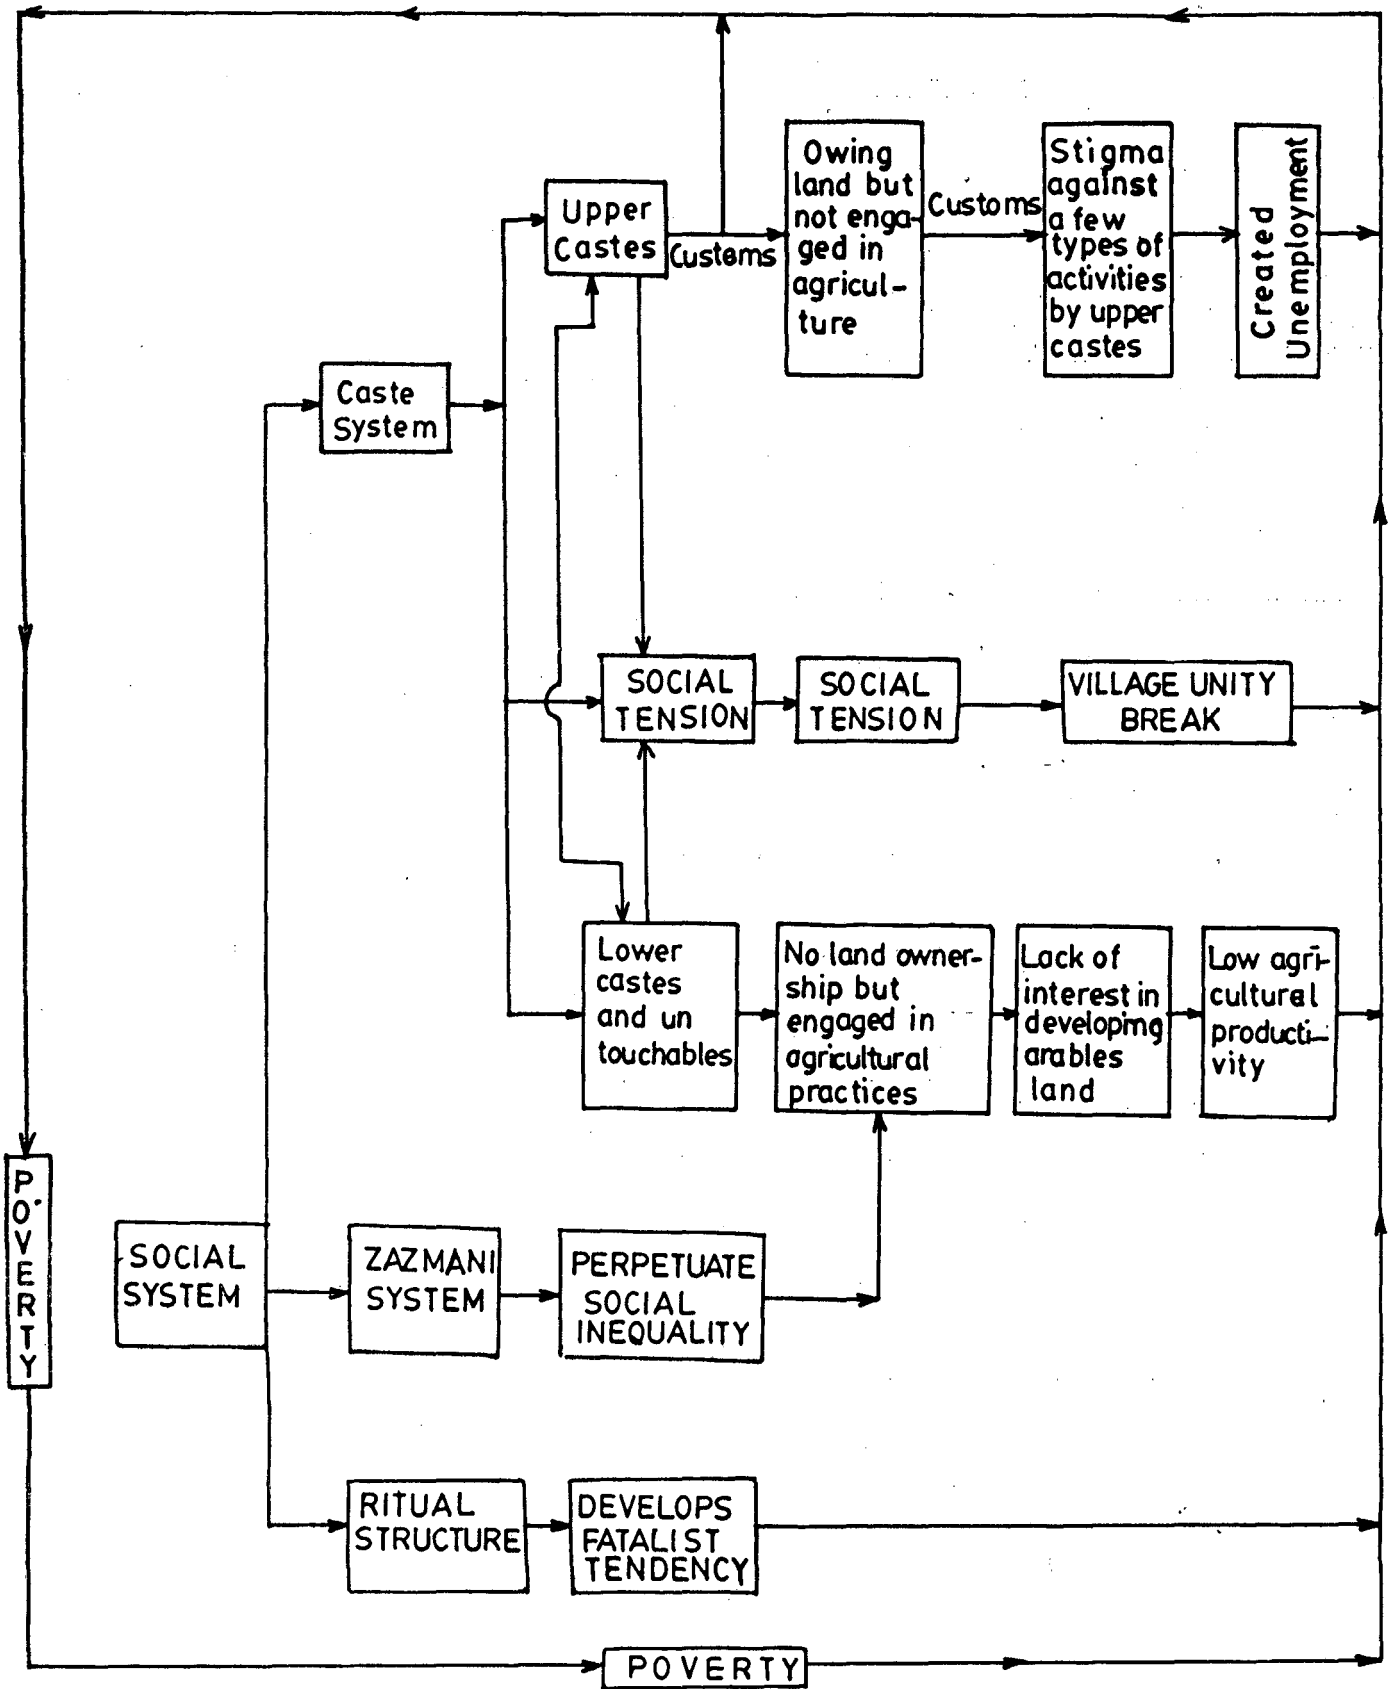 Owing
land but
not enga-
ged in
agricul-
ture
Customs
Stigma
against
a few
types of
activities
by upper
castes
Created
Unemployment
Upper
Castes
Customs
Caste
System
SOCIAL
TENSION
SOCIAL
TENSION
VILLAGE UNITY
BREAK
Lower
castes
and un
touchables
No land owner-
ship but
engaged in
agricultural
practices
Lack of
interest in
developing
arables
land
Low agri-
cultural
producti-
vity
POVERTY
SOCIAL
SYSTEM
ZAZMANI
SYSTEM
PERPETUATE
SOCIAL
INEQUALITY
RITUAL
STRUCTURE
DEVELOPS
FATALIST
TENDENCY
POVERTY